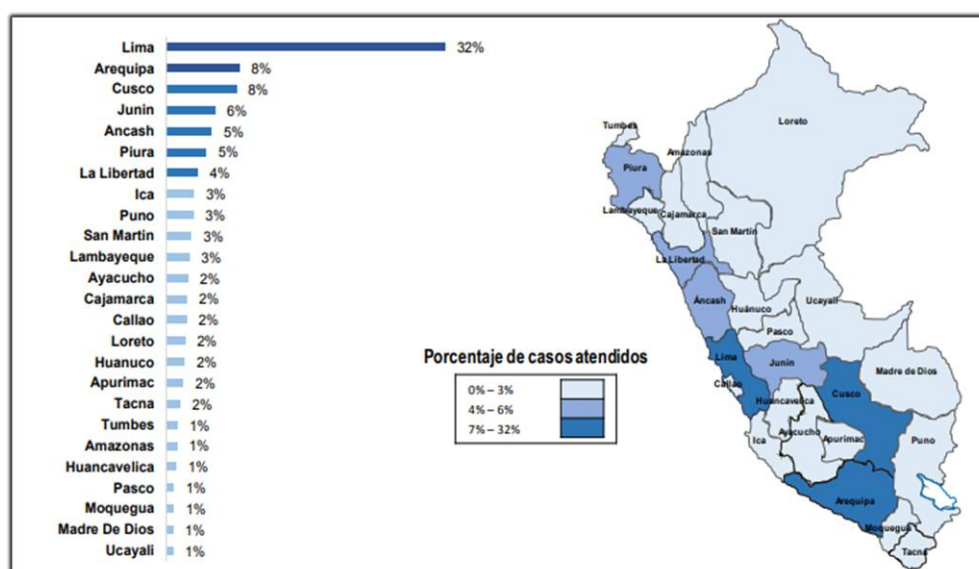 Lima 32%
Arequipa 8%
Cusco 8%
Junin 6%
Ancash 5%
Piura 5%
La Libertad 4%
Ica 3%
Puno 3%
San Martin 3%
Lambayeque 3%
Ayacucho 2%
Cajamarca 2%
Callao 2%
Loreto 2%
Huanuco 2%
Apurimac 2%
Tacna 2%
Tumbes 1%
Amazonas 1%
Huancavelica 1%
Pasco 1%
Moquegua 1%
Madre De Dios 1%
Ucayali 1%
Porcentaje de casos atendidos
0% – 3%
4% – 6%
7% – 32%
Loreto
Tumbes
Amazonas
Piura
Lambayeque
Cajamarca
San Martin
La Libertad
Áncash
Huánuco
Ucayali
Pasco
Lima
Junín
Madre de Dios
Callao
Cusco
Huancavelica
Ayacucho
Ica
Apurimac
Puno
Arequipa
Moquegua
Tacna